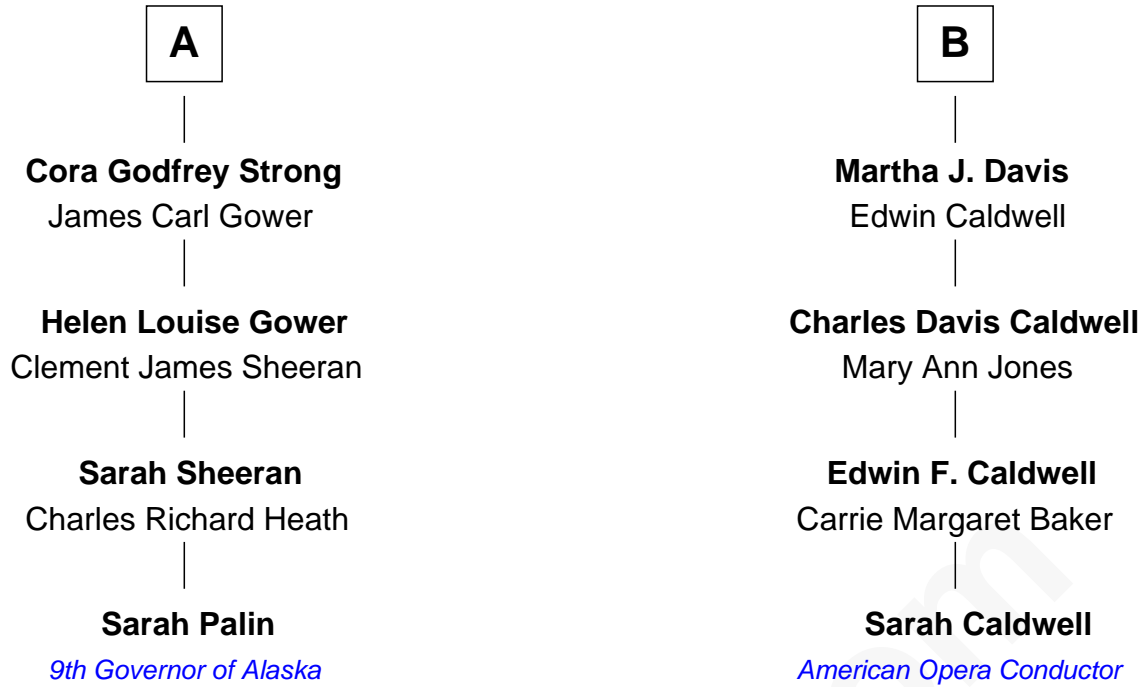 A
Cora Godfrey Strong
James Carl Gower
Helen Louise Gower
Clement James Sheeran
Sarah Sheeran
Charles Richard Heath
Sarah Palin
9th Governor of Alaska
B
Martha J. Davis
Edwin Caldwell
Charles Davis Caldwell
Mary Ann Jones
Edwin F. Caldwell
Carrie Margaret Baker
Sarah Caldwell
American Opera Conductor